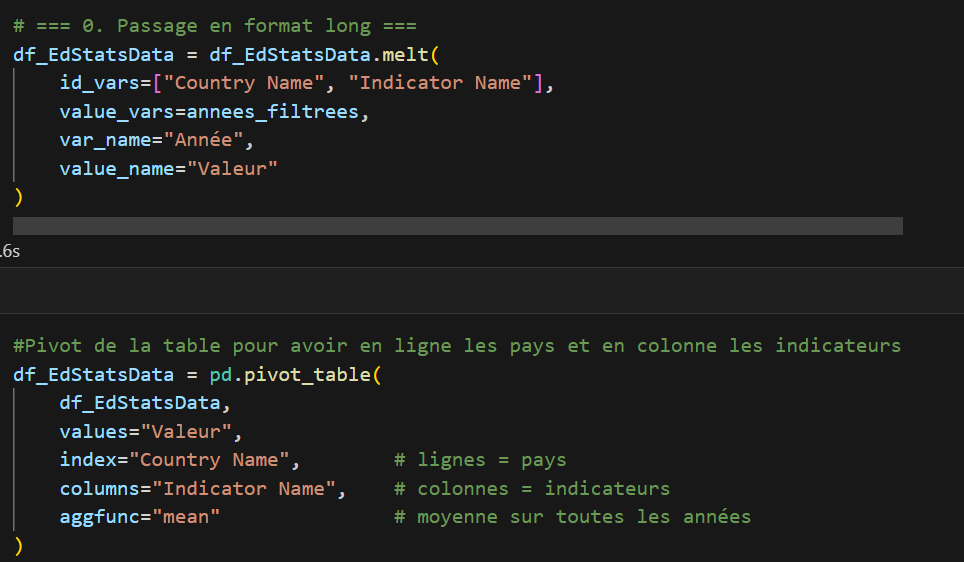 # === 0. Passage en format long ===
df_EdStatsData = df_EdStatsData.melt(
    id_vars=["Country Name", "Indicator Name"],
    value_vars=annees_filtrees,
    var_name="Année",
    value_name="Valeur"
)
.6s
#Pivot de la table pour avoir en ligne les pays et en colonne les indicateurs
df_EdStatsData = pd.pivot_table(
    df_EdStatsData,
    values="Valeur",
    index="Country Name",        # lignes = pays
    columns="Indicator Name",    # colonnes = indicateurs
    aggfunc="mean"               # moyenne sur toutes les années
)